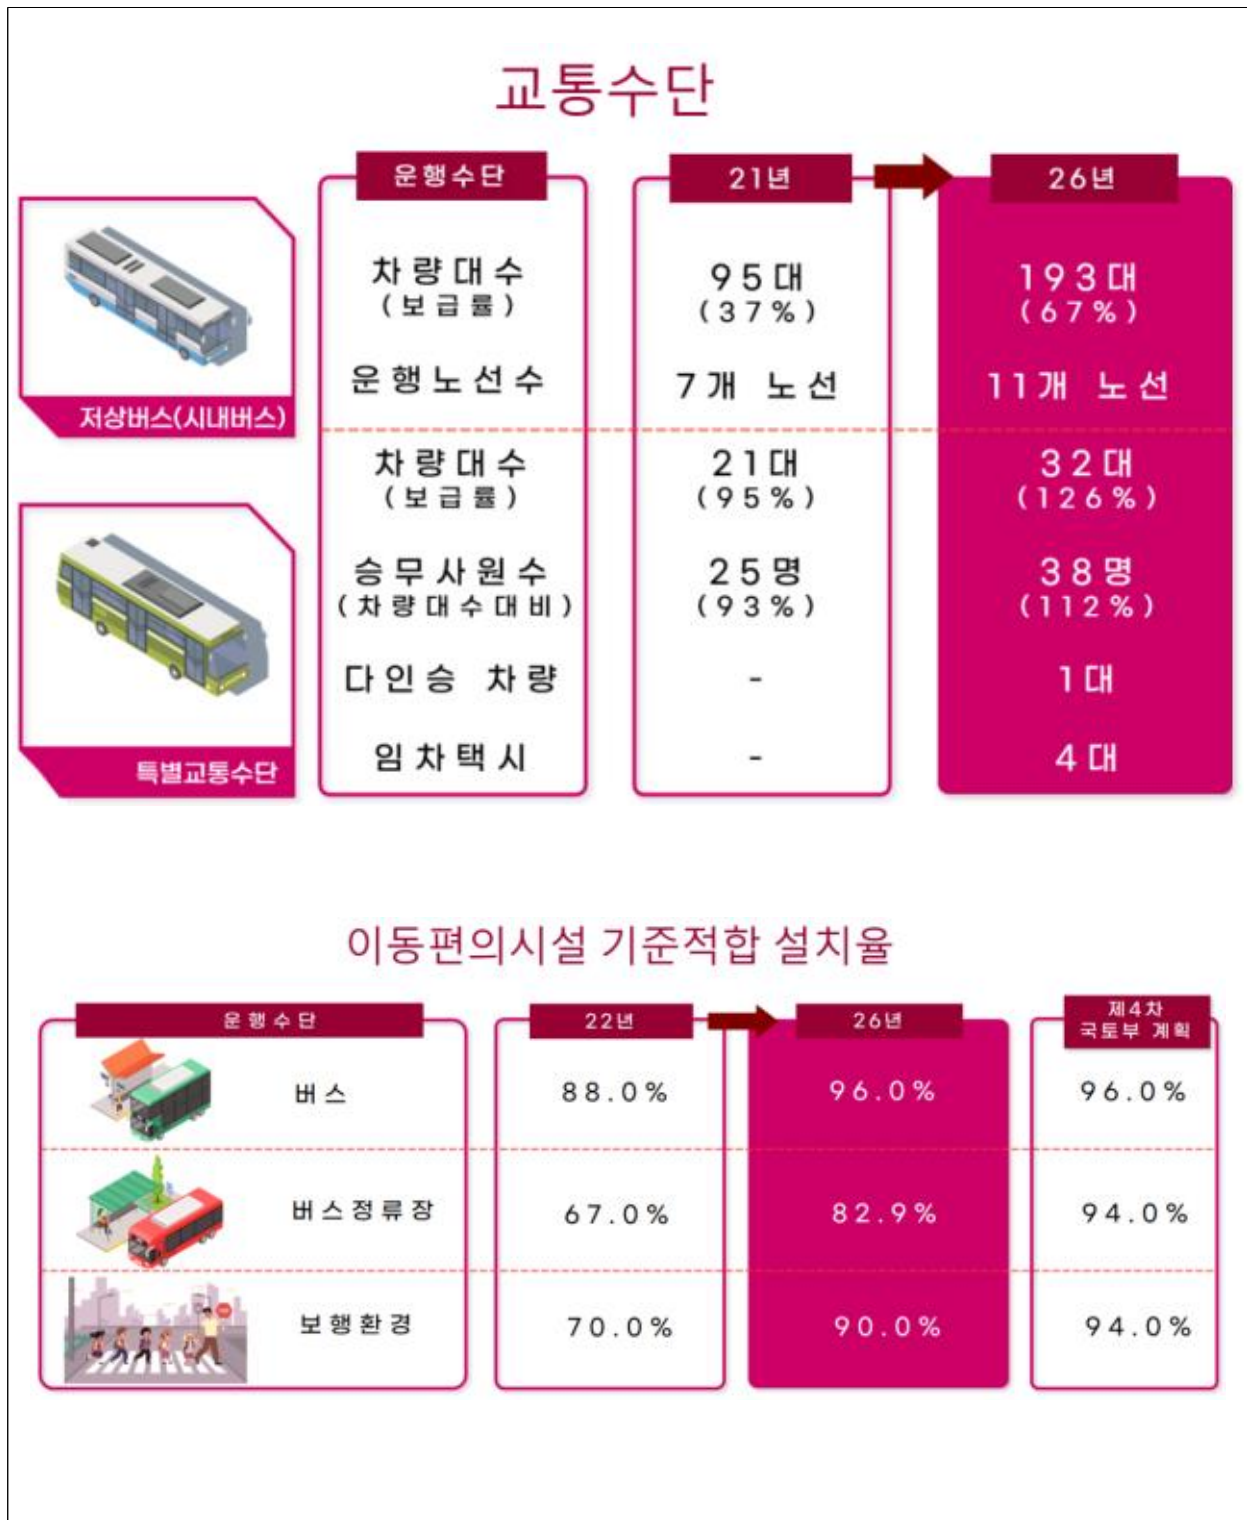 교통수단
운행수단 21년 26년
저상버스(시내버스)
차량대수 95대 193대
(보급률) (37%) (67%)
운행노선수 7개 노선 11개 노선
특별교통수단
차량대수 21대 32대
(보급률) (95%) (126%)
승무사원수 25명 38명
(차량대수대비) (93%) (112%)
다인승 차량 - 1대
임차택시 - 4대
이동편의시설 기준적합 설치율
운행수단 22년 26년 제4차
국토부 계획
버스 88.0% 96.0% 96.0%
버스정류장 67.0% 82.9% 94.0%
보행환경 70.0% 90.0% 94.0%